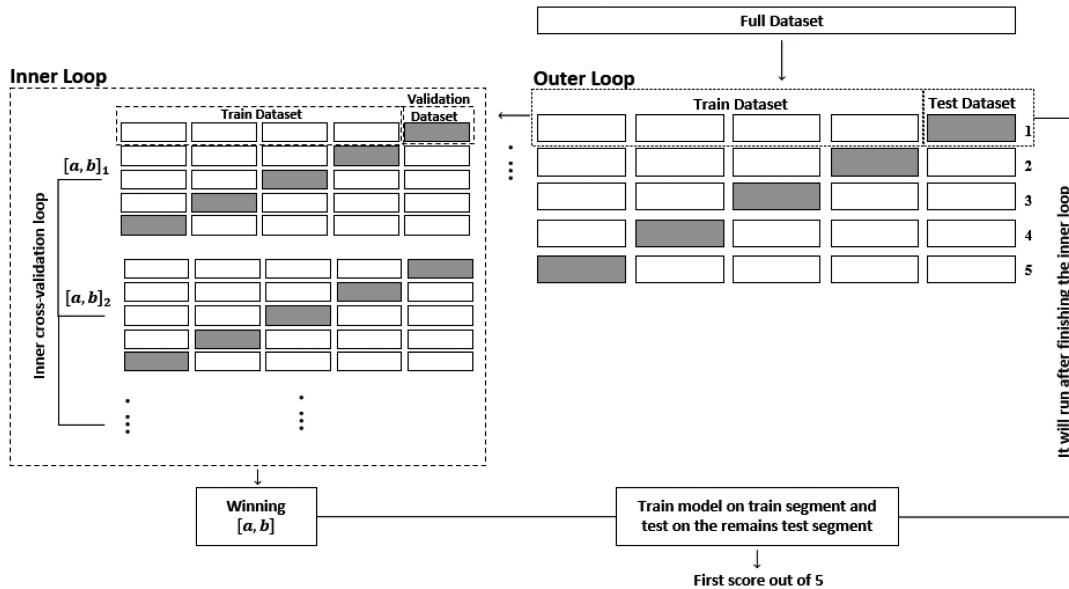 Full Dataset
Inner Loop
Outer Loop
Validation
Train Dataset
Dataset
Train Dataset
Test Dataset
1
2
3
4
5
[a, b]₁
[a, b]₂
Inner cross-validation loop
It will run after finishing the inner loop
Winning
[a, b]
Train model on train segment and
test on the remains test segment
First score out of 5